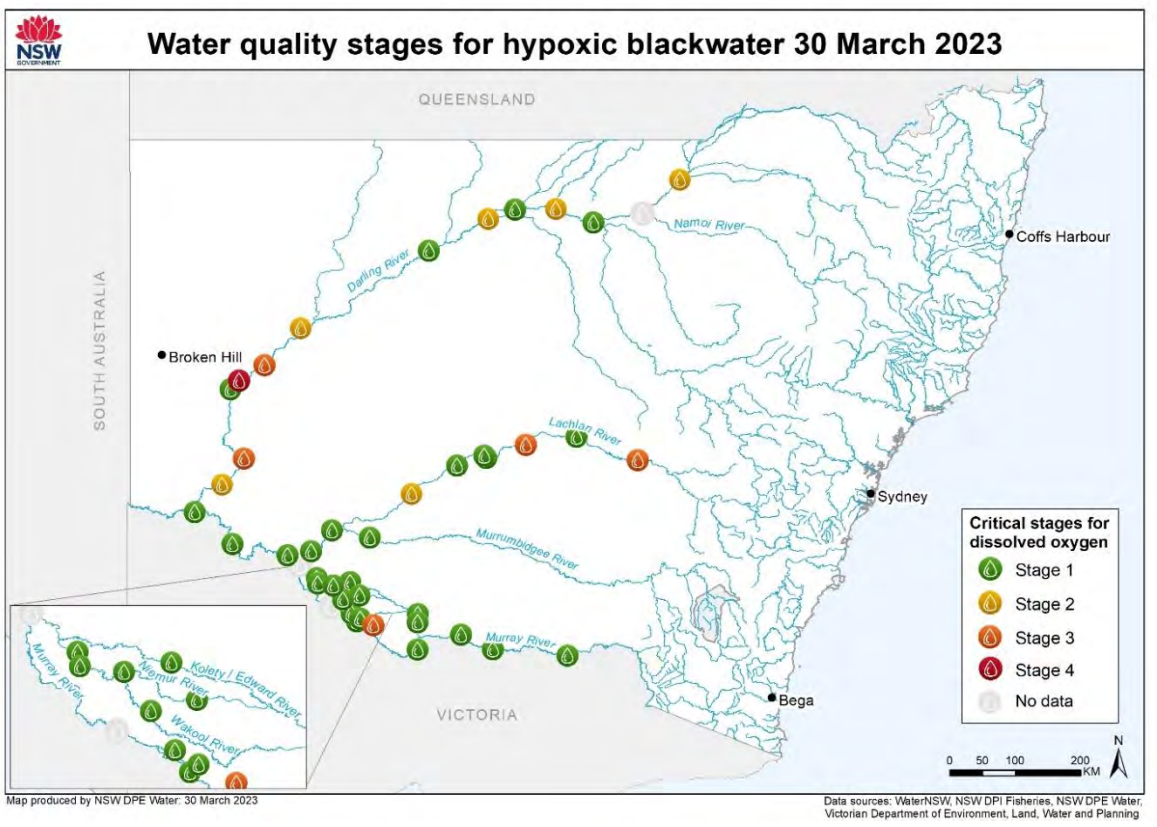 NSW
GOVERNMENT
Water quality stages for hypoxic blackwater 30 March 2023
QUEENSLAND
Namoi River
Coffs Harbour
Darling River
SOUTH AUSTRALIA
Broken Hill
Lachlan River
Sydney
Murrumbidgee River
Critical stages for
dissolved oxygen
Stage 1
Stage 2
Stage 3
Stage 4
No data
Murray River
VICTORIA
Bega
Murray River
Kolety / Edward River
Niemur River
Wakool River
N
0 50 100 200
KM
Map produced by NSW DPE Water: 30 March 2023
Data sources: WaterNSW, NSW DPI Fisheries, NSW DPE Water,
Victorian Department of Environment, Land, Water and Planning